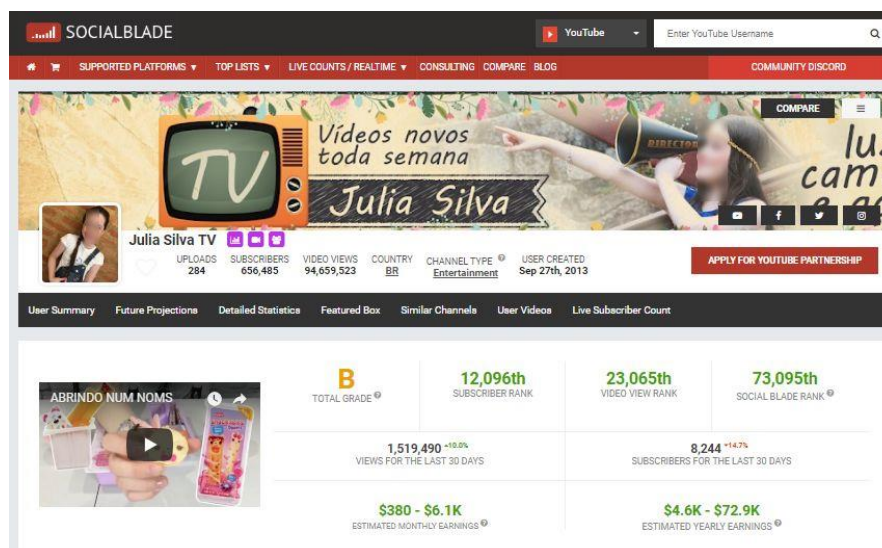 SOCIALBLADE
YouTube
Enter YouTube Username
SUPPORTED PLATFORMS TOP LISTS LIVE COUNTS / REALTIME CONSULTING COMPARE BLOG COMMUNITY DISCORD
COMPARE
TV
Vídeos novos
toda semana
Julia Silva
DIRECTOR
lu
cam
Julia Silva TV
UPLOADS SUBSCRIBERS VIDEO VIEWS COUNTRY CHANNEL TYPE USER CREATED
284 656,485 94,659,523 BR Entertainment Sep 27th, 2013
APPLY FOR YOUTUBE PARTNERSHIP
User Summary Future Projections Detailed Statistics Featured Box Similar Channels User Videos Live Subscriber Count
ABRINDO NUM NOMS
B 12,096th 23,065th 73,095th
TOTAL GRADE SUBSCRIBER RANK VIDEO VIEW RANK SOCIAL BLADE RANK
1,519,490 +10.0% 8,244 +14.7%
VIEWS FOR THE LAST 30 DAYS SUBSCRIBERS FOR THE LAST 30 DAYS
$380 - $6.1K $4.6K - $72.9K
ESTIMATED MONTHLY EARNINGS ESTIMATED YEARLY EARNINGS